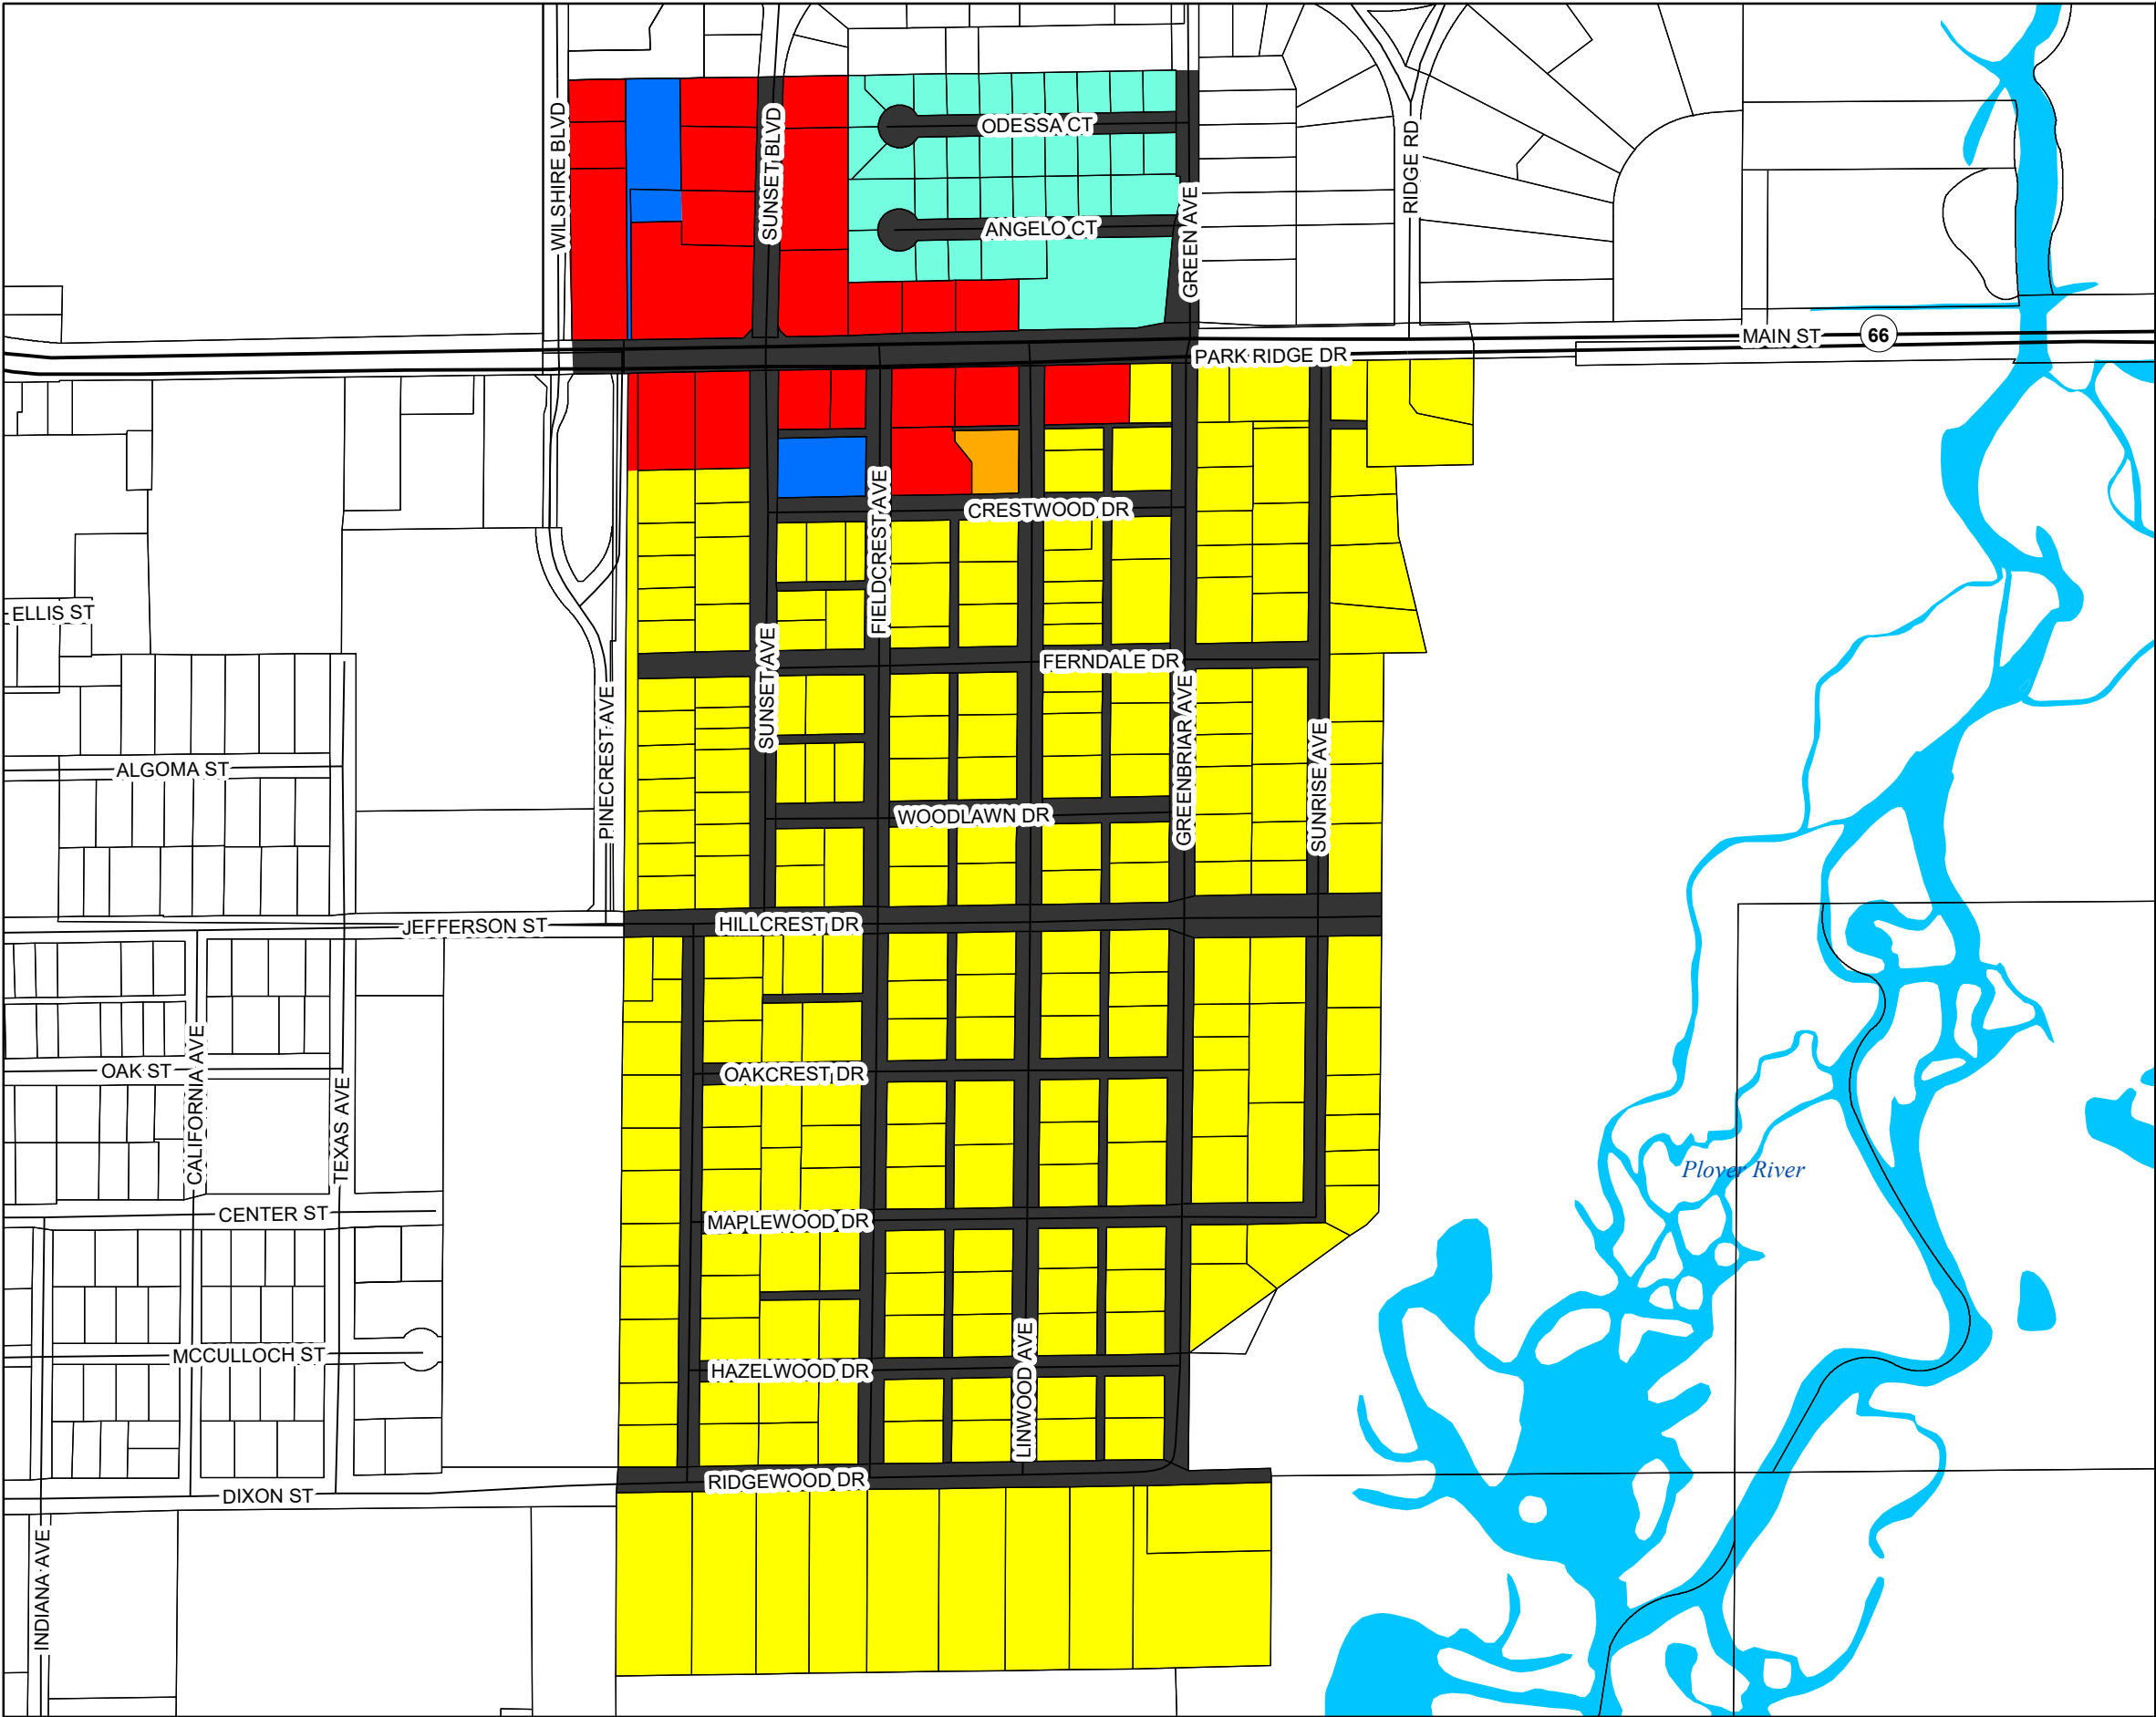 WILSHIRE BLVD
SUNSET BLVD
ODESSA CT
ANGELO CT
GREEN AVE
RIDGE RD
MAIN ST
66
PARK RIDGE DR
FIELDCREST AVE
CRESTWOOD DR
ELLIS ST
SUNSET AVE
FERNDALE DR
PINECREST AVE
GREENBRIAR AVE
SUNRISE AVE
ALGOMA ST
WOODLAWN DR
JEFFERSON ST
HILLCREST DR
OAK ST
CALIFORNIA AVE
TEXAS AVE
OAKCREST DR
Plover River
CENTER ST
MAPLEWOOD DR
MCCULLOCH ST
HAZELWOOD DR
LINWOOD AVE
DIXON ST
RIDGEWOOD DR
INDIANA AVE